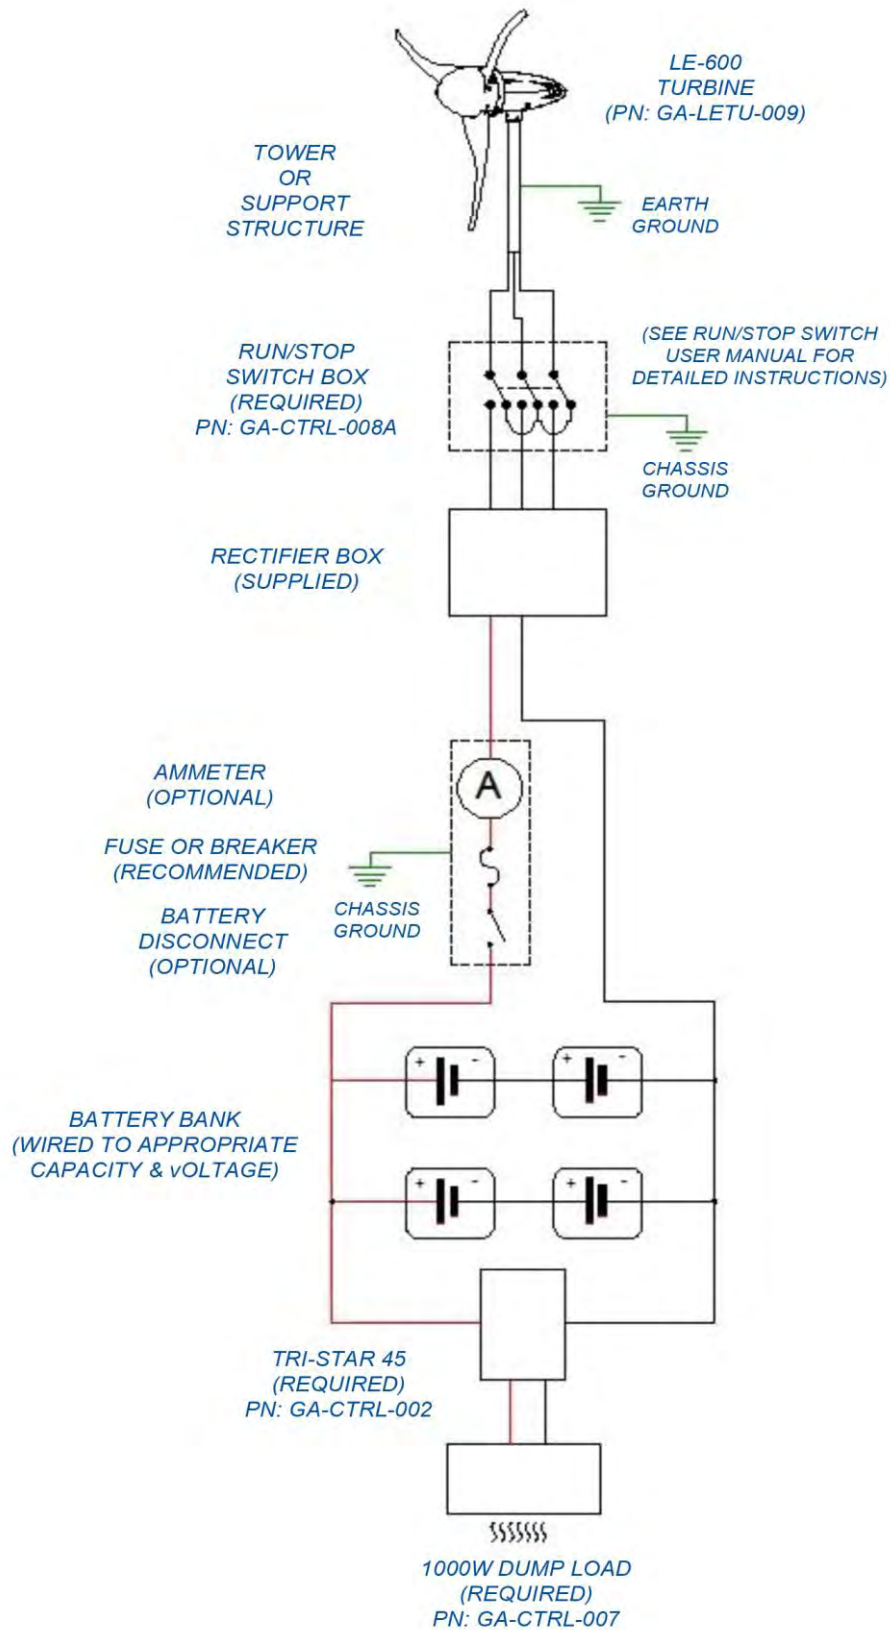 LE-600
TURBINE
(PN: GA-LETU-009)
TOWER
OR
SUPPORT
STRUCTURE
EARTH
GROUND
RUN/STOP
SWITCH BOX
(REQUIRED)
PN: GA-CTRL-008A
(SEE RUN/STOP SWITCH
USER MANUAL FOR
DETAILED INSTRUCTIONS)
CHASSIS
GROUND
RECTIFIER BOX
(SUPPLIED)
AMMETER
(OPTIONAL)
A
FUSE OR BREAKER
(RECOMMENDED)
CHASSIS
GROUND
BATTERY
DISCONNECT
(OPTIONAL)
+ - + -
BATTERY BANK
(WIRED TO APPROPRIATE
CAPACITY & vOLTAGE)
+ - + -
TRI-STAR 45
(REQUIRED)
PN: GA-CTRL-002
1000W DUMP LOAD
(REQUIRED)
PN: GA-CTRL-007